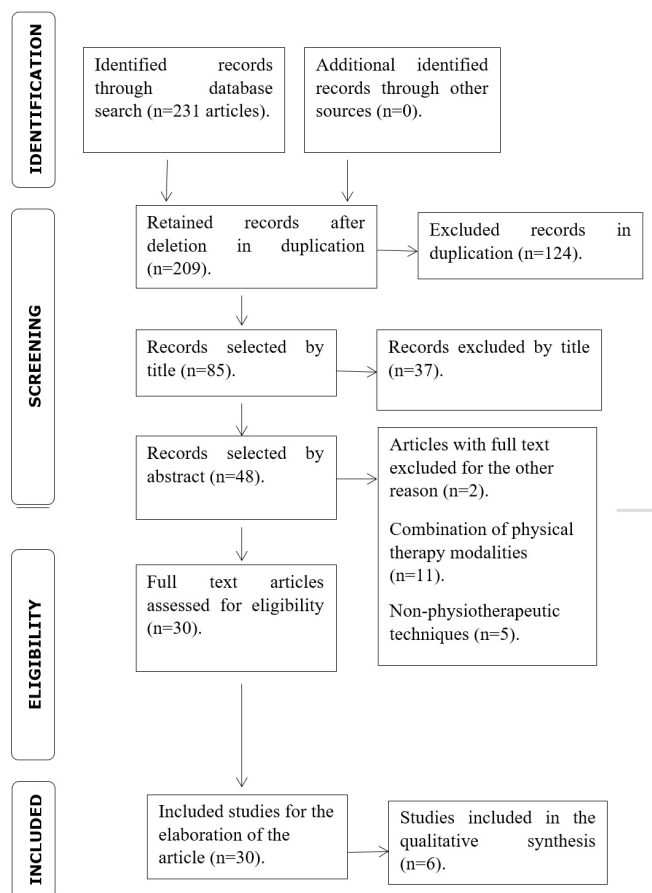 IDENTIFICATION
Identified records
through database
search (n=231 articles).
Additional identified
records through other
sources (n=0).
SCREENING
Retained records after
deletion in duplication
(n=209).
Excluded records in
duplication (n=124).
Records selected by
title (n=85).
Records excluded by title
(n=37).
Records selected by
abstract (n=48).
Articles with full text
excluded for the other
reason (n=2).
Combination of physical
therapy modalities
(n=11).
Non-physiotherapeutic
techniques (n=5).
ELIGIBILITY
Full text articles
assessed for eligibility
(n=30).
INCLUDED
Included studies for the
elaboration of the
article (n=30).
Studies included in the
qualitative synthesis
(n=6).